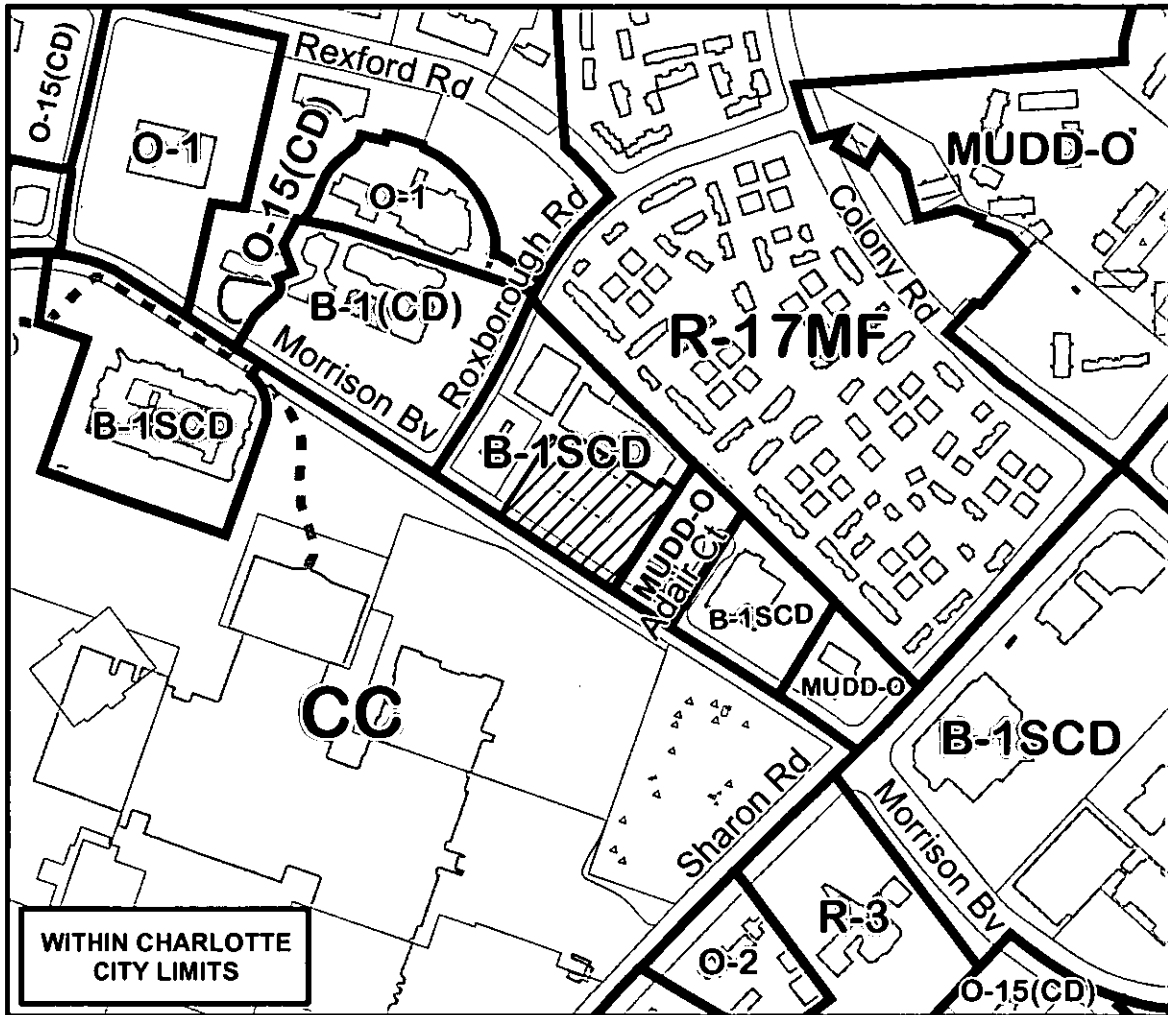 Rexford Rd
O-15(CD)
O-1
O-15(CD)
O-1
MUDD-O
Roxborough Rd
Colony Rd
B-1(CD)
R-17MF
Morrison Bv
B-1SCD
B-1SCD
MUDD-O
Adair Ct
B-1SCD
MUDD-O
CC
B-1SCD
Sharon Rd
Morrison Bv
R-3
O-2
O-15(CD)
WITHIN CHARLOTTE
CITY LIMITS